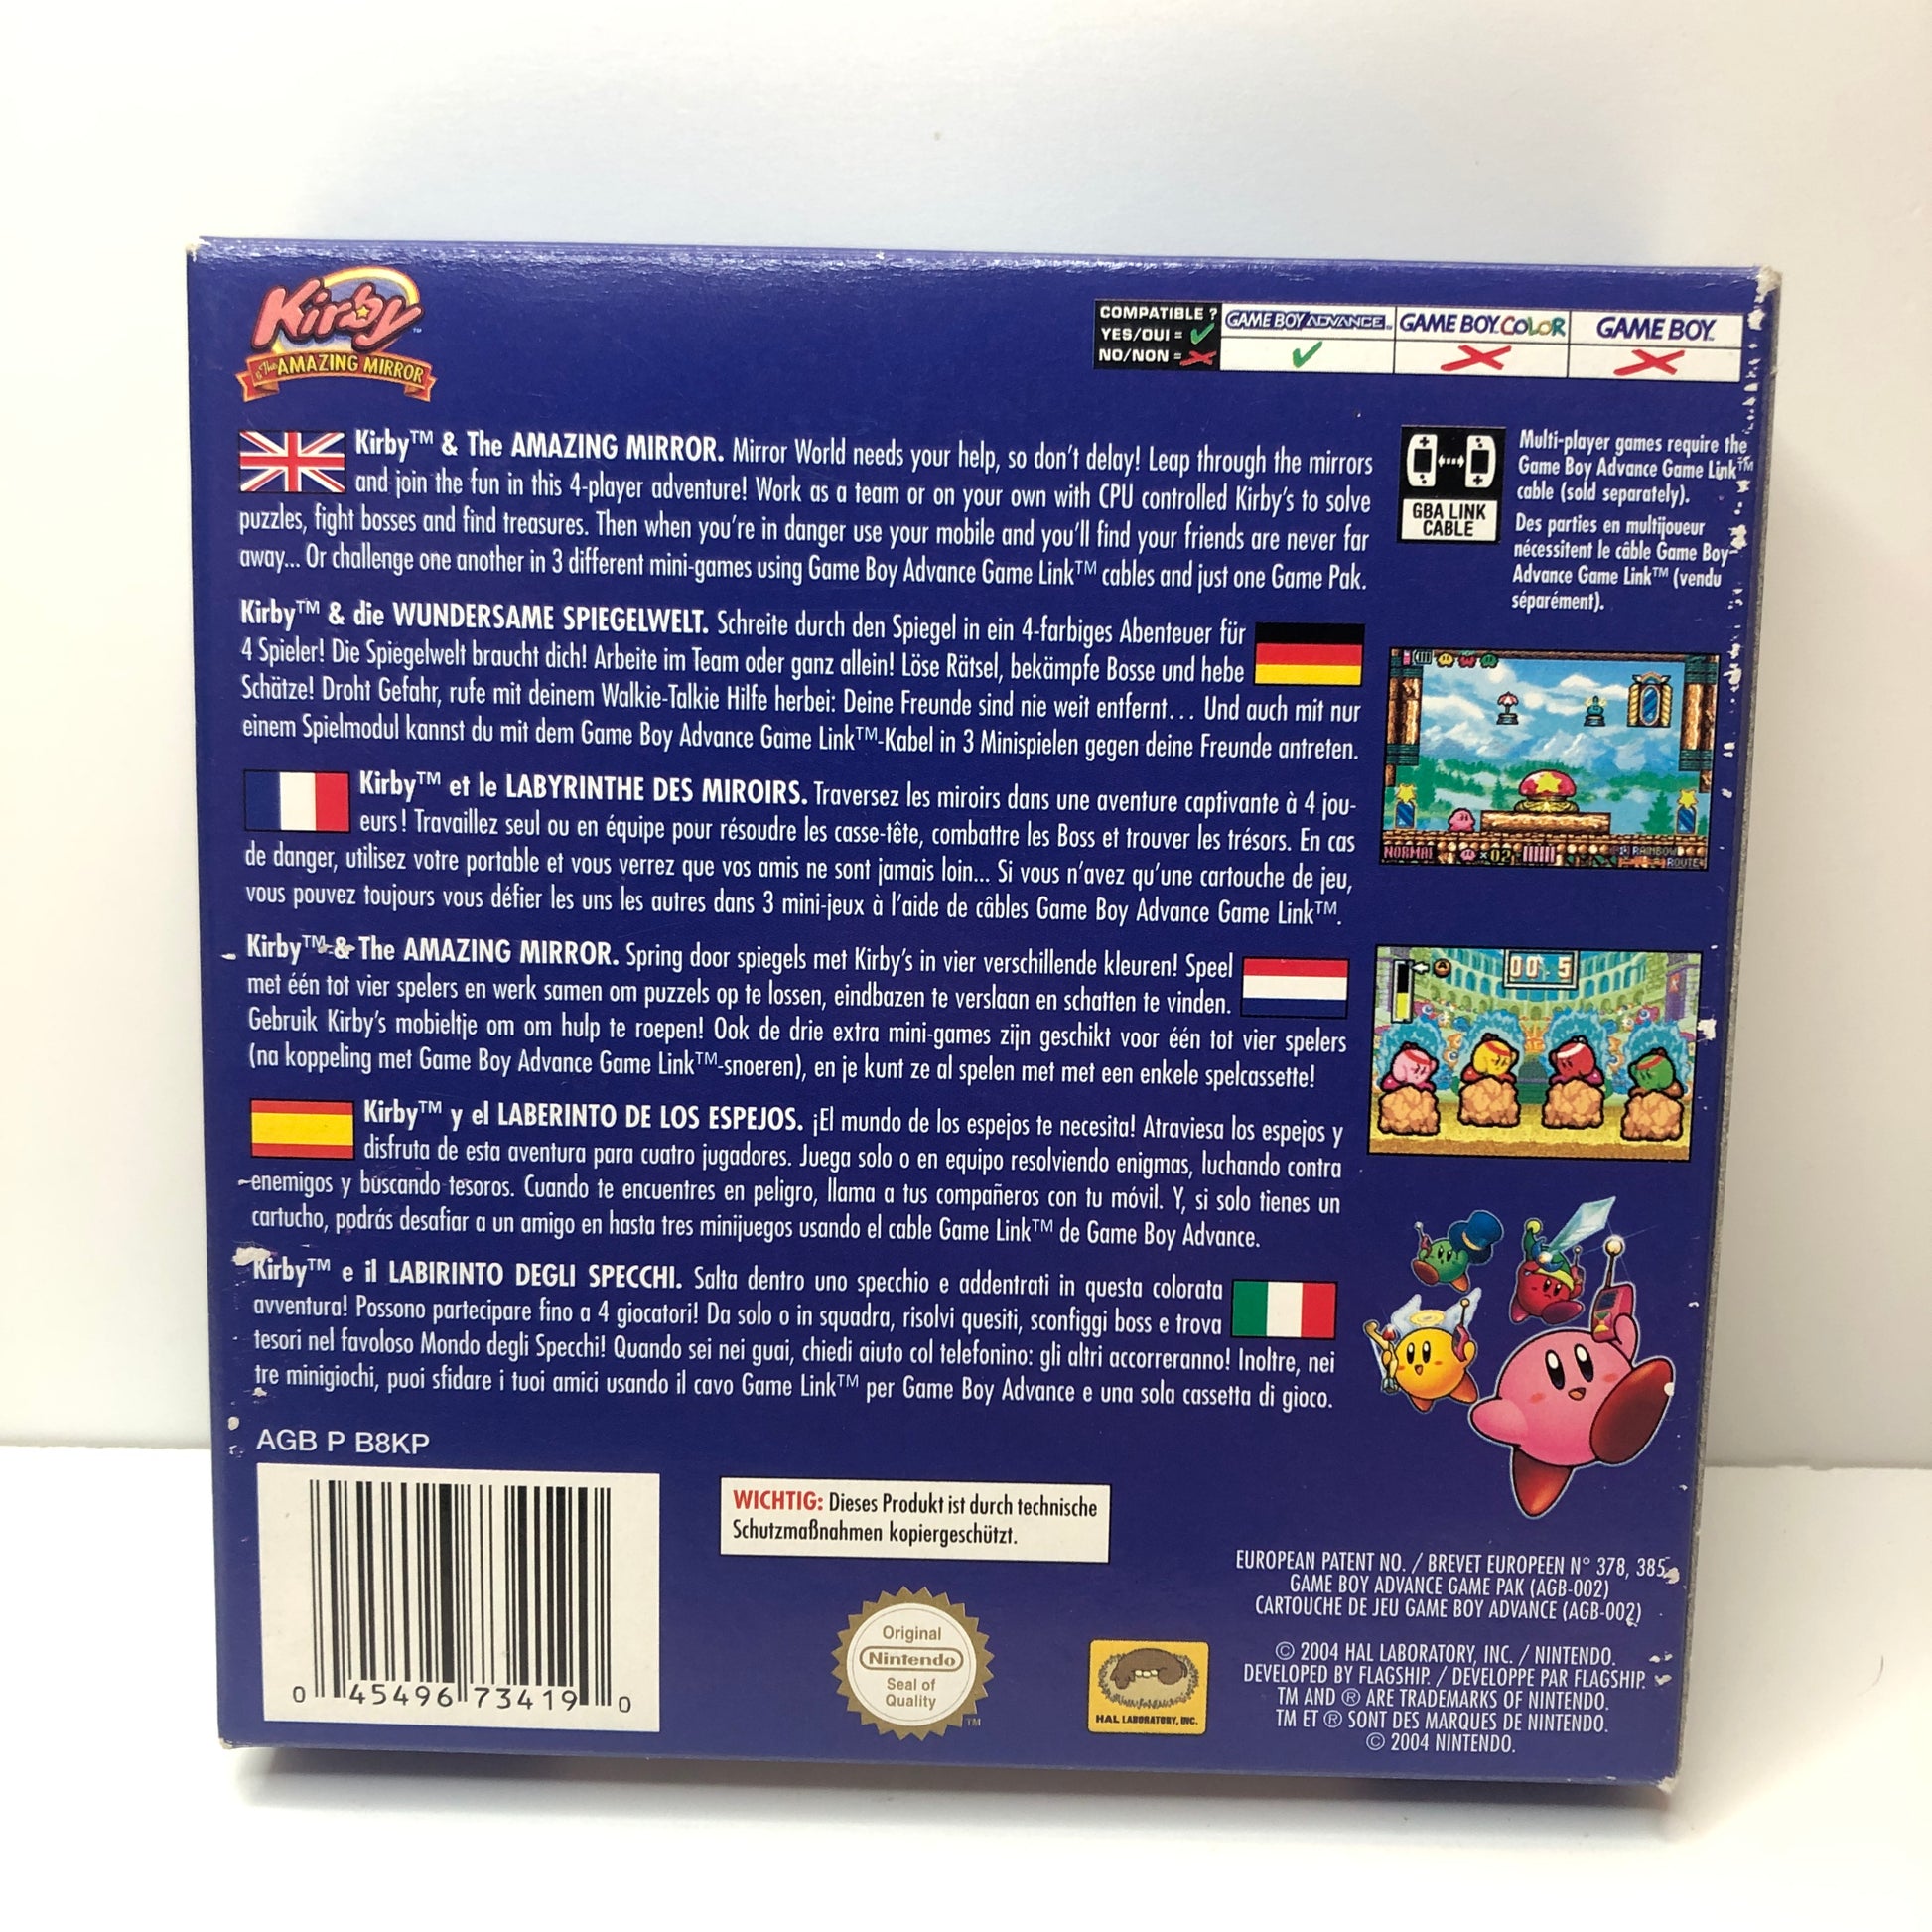 Kirby™
& The AMAZING MIRROR
COMPATIBLE ?
YES/OUI =
NO/NON =
GAME BOY ADVANCE™
GAME BOY COLOR
GAME BOY™
Kirby™ & The AMAZING MIRROR. Mirror World needs your help, so don't delay! Leap through the mirrors
and join the fun in this 4-player adventure! Work as a team or on your own with CPU controlled Kirby's to solve
puzzles, fight bosses and find treasures. Then when you're in danger use your mobile and you'll find your friends are never far
away... Or challenge one another in 3 different mini-games using Game Boy Advance Game Link™ cables and just one Game Pak.
GBA LINK
CABLE
Multi-player games require the
Game Boy Advance Game Link™
cable (sold separately).
Des parties en multijoueur
nécessitent le câble Game Boy
Advance Game Link™ (vendu
séparément).
Kirby™ & die WUNDERSAME SPIEGELWELT. Schreite durch den Spiegel in ein 4-farbiges Abenteuer für
4 Spieler! Die Spiegelwelt braucht dich! Arbeite im Team oder ganz allein! Löse Rätsel, bekämpfe Bosse und hebe
Schätze! Droht Gefahr, rufe mit deinem Walkie-Talkie Hilfe herbei: Deine Freunde sind nie weit entfernt... Und auch mit nur
einem Spielmodul kannst du mit dem Game Boy Advance Game Link™-Kabel in 3 Minispielen gegen deine Freunde antreten.
Kirby™ et le LABYRINTHE DES MIROIRS. Traversez les miroirs dans une aventure captivante à 4 jou-
eurs! Travaillez seul ou en équipe pour résoudre les casse-tête, combattre les Boss et trouver les trésors. En cas
de danger, utilisez votre portable et vous verrez que vos amis ne sont jamais loin... Si vous n'avez qu'une cartouche de jeu,
vous pouvez toujours vous défier les uns les autres dans 3 mini-jeux à l'aide de câbles Game Boy Advance Game Link™.
NORMAL
×02
RAINBOW
ROUTE
Kirby™ & The AMAZING MIRROR. Spring door spiegels met Kirby's in vier verschillende kleuren! Speel
met één tot vier spelers en werk samen om puzzels op te lossen, eindbazen te verslaan en schatten te vinden.
Gebruik Kirby's mobieltje om om hulp te roepen! Ook de drie extra mini-games zijn geschikt voor één tot vier spelers
(na koppeling met Game Boy Advance Game Link™-snoeren), en je kunt ze al spelen met met een enkele spelcassette!
A
00.5
Kirby™ y el LABERINTO DE LOS ESPEJOS. ¡El mundo de los espejos te necesita! Atraviesa los espejos y
disfruta de esta aventura para cuatro jugadores. Juega solo o en equipo resolviendo enigmas, luchando contra
enemigos y buscando tesoros. Cuando te encuentres en peligro, llama a tus compañeros con tu móvil. Y, si solo tienes un
cartucho, podrás desafiar a un amigo en hasta tres minijuegos usando el cable Game Link™ de Game Boy Advance.
Kirby™ e il LABIRINTO DEGLI SPECCHI. Salta dentro uno specchio e addentrati in questa colorata
avventura! Possono partecipare fino a 4 giocatori! Da solo o in squadra, risolvi quesiti, sconfiggi boss e trova
tesori nel favoloso Mondo degli Specchi! Quando sei nei guai, chiedi aiuto col telefonino: gli altri accorreranno! Inoltre, nei
tre minigiochi, puoi sfidare i tuoi amici usando il cavo Game Link™ per Game Boy Advance e una sola cassetta di gioco.
AGB P B8KP
0 45496 73419 0
WICHTIG: Dieses Produkt ist durch technische
Schutzmaßnahmen kopiergeschützt.
Original
Nintendo
Seal of
Quality
TM
HAL LABORATORY, INC.
EUROPEAN PATENT NO. / BREVET EUROPEEN N° 378, 385
GAME BOY ADVANCE GAME PAK (AGB-002)
CARTOUCHE DE JEU GAME BOY ADVANCE (AGB-002)
© 2004 HAL LABORATORY, INC. / NINTENDO.
DEVELOPED BY FLAGSHIP. / DEVELOPPE PAR FLAGSHIP.
TM AND ® ARE TRADEMARKS OF NINTENDO.
TM ET ® SONT DES MARQUES DE NINTENDO.
© 2004 NINTENDO.